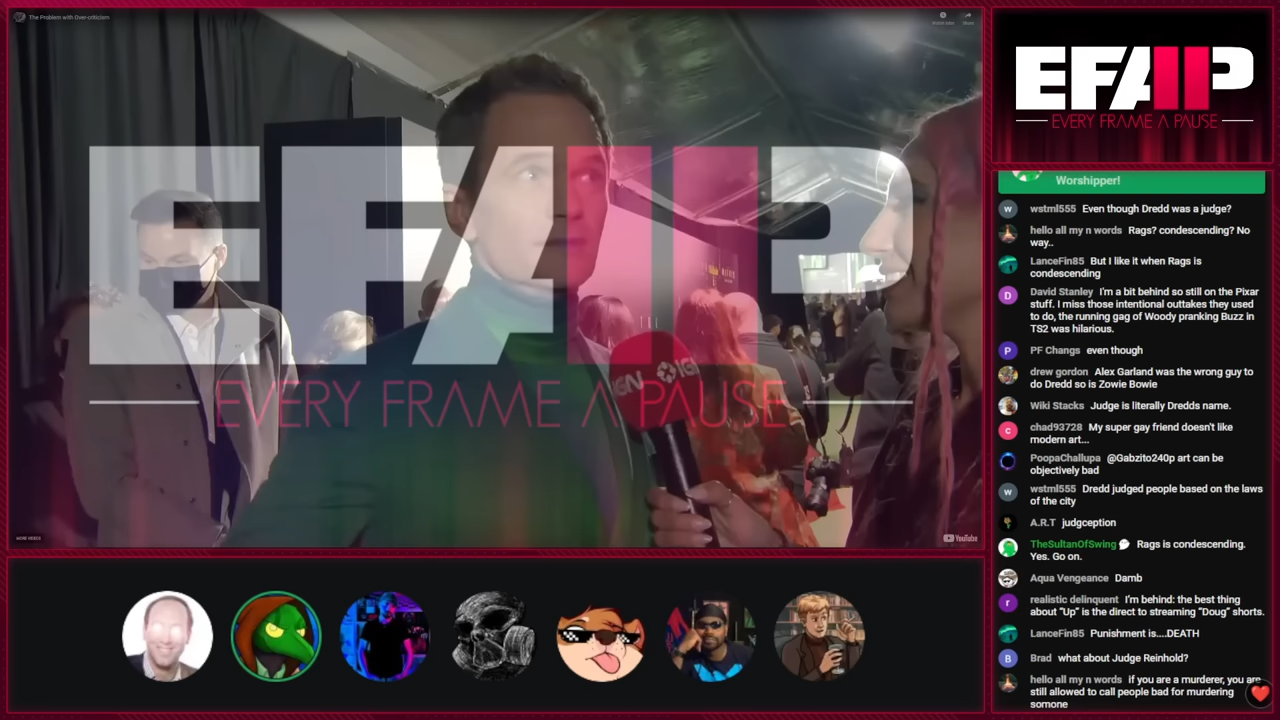 The Problem with Over-criticism
Watch later
Share
EFAP
EVERY FRAME A PAUSE
IGN
MORE VIDEOS
YouTube
EFAP
EVERY FRAME A PAUSE
Worshipper!
wstml555 Even though Dredd was a judge?
hello all my n words Rags? condescending? No
way..
LanceFin85 But I like it when Rags is
condescending
David Stanley I'm a bit behind so still on the Pixar
stuff. I miss those intentional outtakes they used
to do, the running gag of Woody pranking Buzz in
TS2 was hilarious.
PF Changs even though
drew gordon Alex Garland was the wrong guy to
do Dredd so is Zowie Bowie
Wiki Stacks Judge is literally Dredds name.
chad93728 My super gay friend doesn't like
modern art...
PoopaChallupa @Gabzito240p art can be
objectively bad
wstml555 Dredd judged people based on the laws
of the city
A.R.T judgception
TheSultanOfSwing Rags is condescending.
Yes. Go on.
Aqua Vengeance Damb
realistic delinquent I'm behind: the best thing
about "Up" is the direct to streaming "Doug" shorts.
LanceFin85 Punishment is....DEATH
Brad what about Judge Reinhold?
hello all my n words if you are a murderer, you are
still allowed to call people bad for murdering
somone